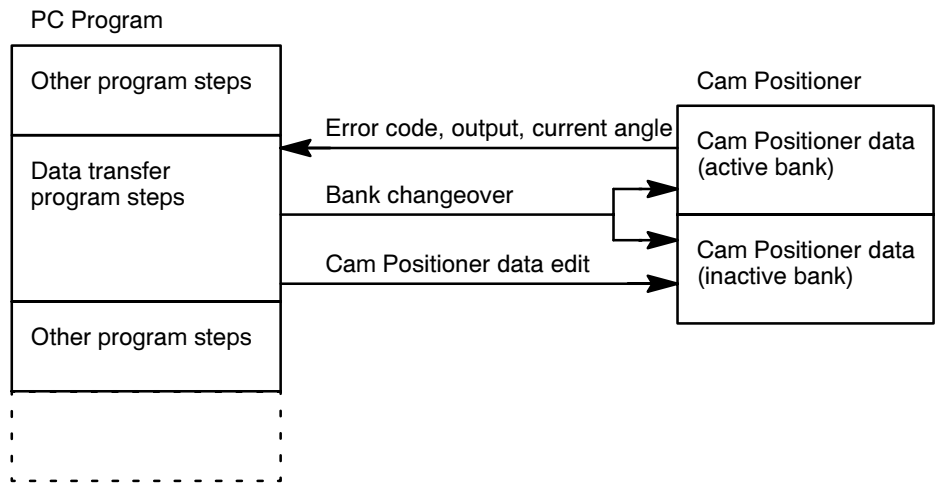 PC Program
Other program steps
Data transfer
program steps
Other program steps
Error code, output, current angle
Bank changeover
Cam Positioner data edit
Cam Positioner
Cam Positioner data
(active bank)
Cam Positioner data
(inactive bank)